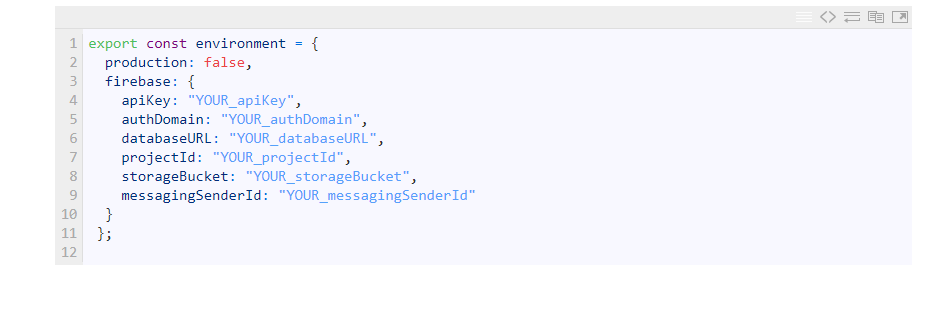 1 export const environment = {
2 production: false,
3 firebase: {
4 apiKey: "YOUR_apiKey",
5 authDomain: "YOUR_authDomain",
6 databaseURL: "YOUR_databaseURL",
7 projectId: "YOUR_projectId",
8 storageBucket: "YOUR_storageBucket",
9 messagingSenderId: "YOUR_messagingSenderId"
10 }
11 };
12